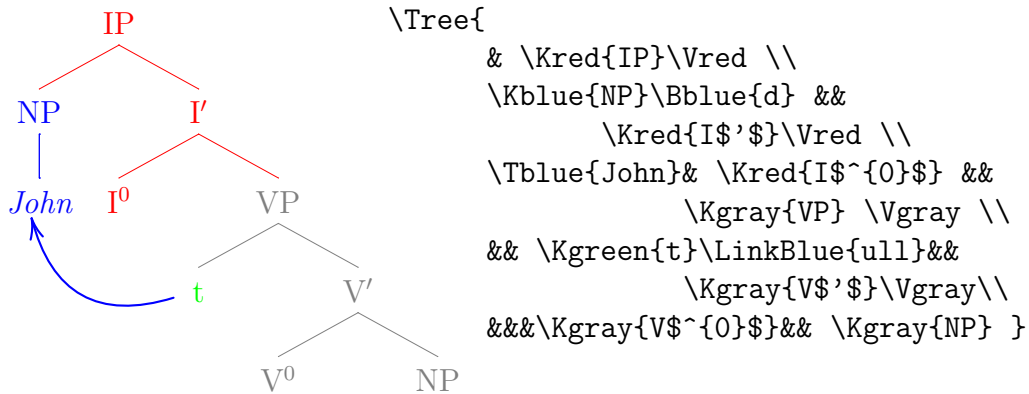 IP
NP I′
John I⁰ VP
t V′
V⁰ NP
\Tree{
& \Kred{IP}\Vred \\
\Kblue{NP}\Bblue{d} &&
\Kred{I$'$}\Vred \\
\Tblue{John}& \Kred{I$^{0}$} &&
\Kgray{VP} \Vgray \\
&& \Kgreen{t}\LinkBlue{ull}&&
\Kgray{V$'$}\Vgray\\
&&&\Kgray{V$^{0}$}&& \Kgray{NP} }